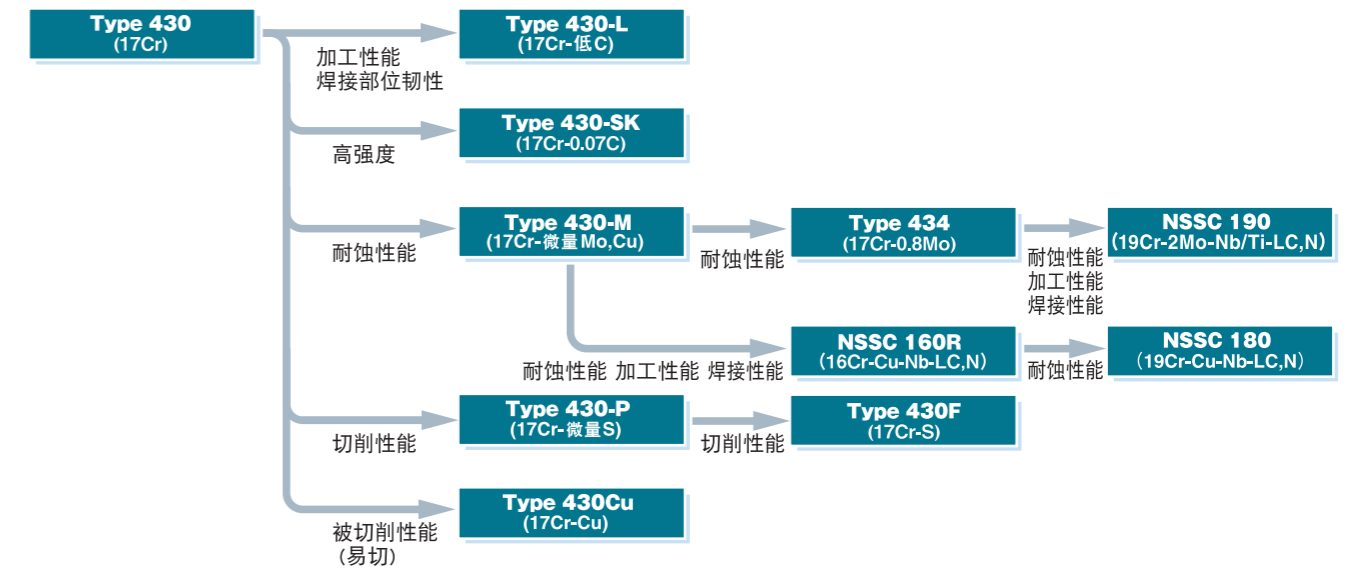 Type 430
(17Cr)
加工性能
焊接部位韧性
Type 430-L
(17Cr-低C)
高强度
Type 430-SK
(17Cr-0.07C)
耐蚀性能
Type 430-M
(17Cr-微量Mo,Cu)
耐蚀性能
Type 434
(17Cr-0.8Mo)
耐蚀性能
加工性能
焊接性能
NSSC 190
(19Cr-2Mo-Nb/Ti-LC,N)
耐蚀性能 加工性能 焊接性能
NSSC 160R
(16Cr-Cu-Nb-LC,N)
耐蚀性能
NSSC 180
(19Cr-Cu-Nb-LC,N)
切削性能
Type 430-P
(17Cr-微量S)
切削性能
Type 430F
(17Cr-S)
被切削性能
(易切)
Type 430Cu
(17Cr-Cu)